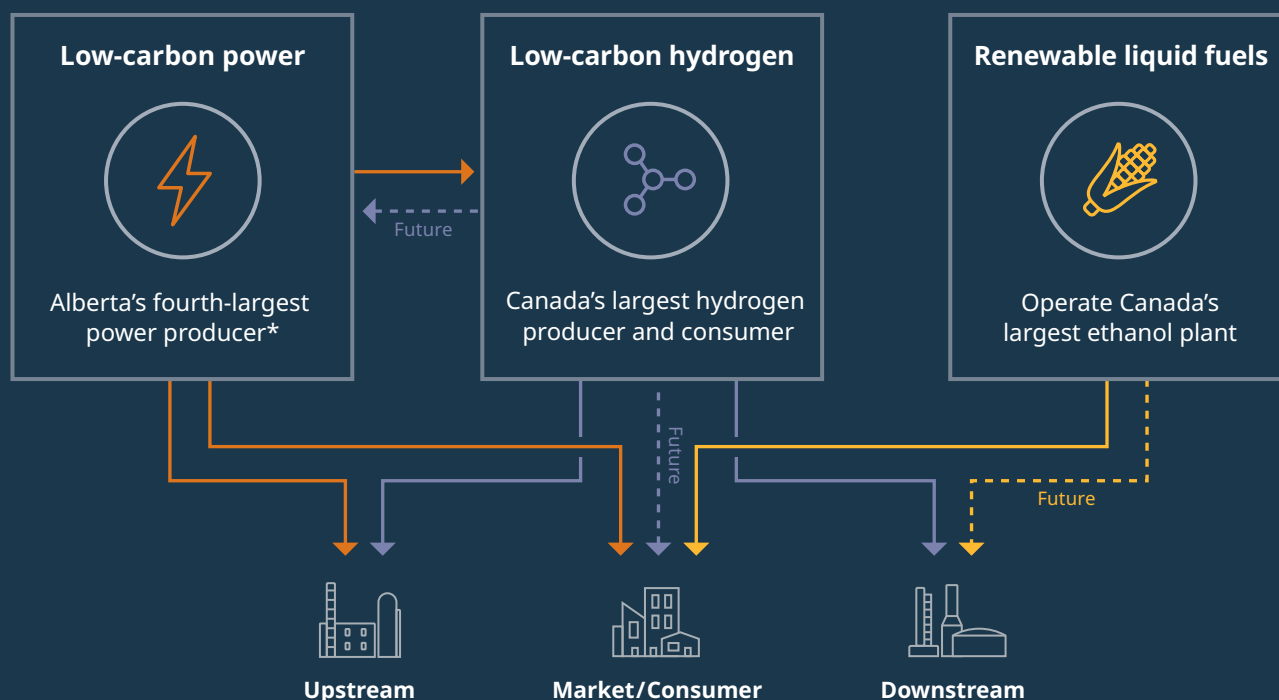 Low-carbon power
Low-carbon hydrogen
Renewable liquid fuels
Future
Alberta’s fourth-largest
power producer*
Canada’s largest hydrogen
producer and consumer
Operate Canada’s
largest ethanol plant
Future
Future
Upstream
Market/Consumer
Downstream